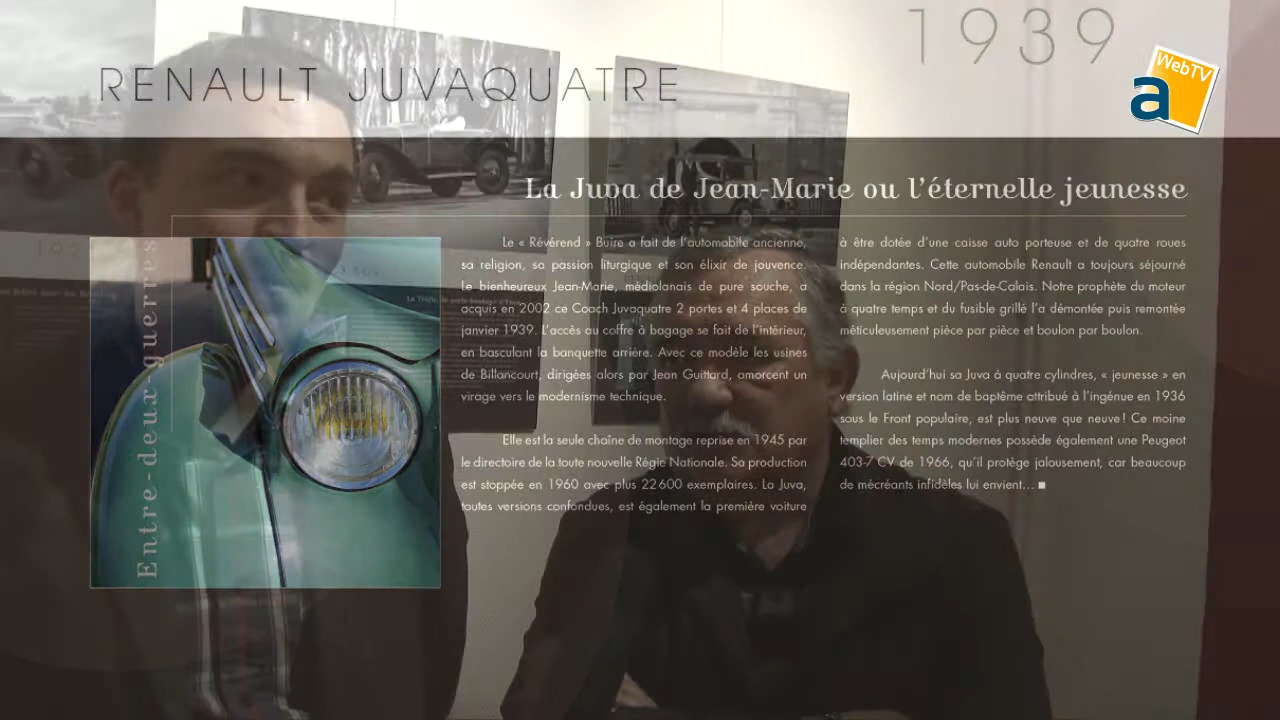 1939
RENAULT JUVAQUATRE
WebTV
a
La Juva de Jean-Marie ou l'éternelle jeunesse
Entre-deux-guerres
Le « Révérend » Buire a fait de l'automobile ancienne,
sa religion, sa passion liturgique et son élixir de jouvence.
Le bienheureux Jean-Marie, médiolanais de pure souche, a
acquis en 2002 ce Coach Juvaquatre 2 portes et 4 places de
janvier 1939. L'accès au coffre à bagage se fait de l'intérieur,
en basculant la banquette arrière. Avec ce modèle les usines
de Billancourt, dirigées alors par Jean Guittard, amorcent un
virage vers le modernisme technique.
Elle est la seule chaîne de montage reprise en 1945 par
le directoire de la toute nouvelle Régie Nationale. Sa production
est stoppée en 1960 avec plus 22 600 exemplaires. La Juva,
toutes versions confondues, est également la première voiture
à être dotée d'une caisse auto porteuse et de quatre roues
indépendantes. Cette automobile Renault a toujours séjourné
dans la région Nord/Pas-de-Calais. Notre prophète du moteur
à quatre temps et du fusible grillé l'a démontée puis remontée
méticuleusement pièce par pièce et boulon par boulon.
Aujourd'hui sa Juva à quatre cylindres, « jeunesse » en
version latine et nom de baptême attribué à l'ingénue en 1936
sous le Front populaire, est plus neuve que neuve ! Ce moine
templier des temps modernes possède également une Peugeot
403-7 CV de 1966, qu'il protège jalousement, car beaucoup
de mécréants infidèles lui envient... ■